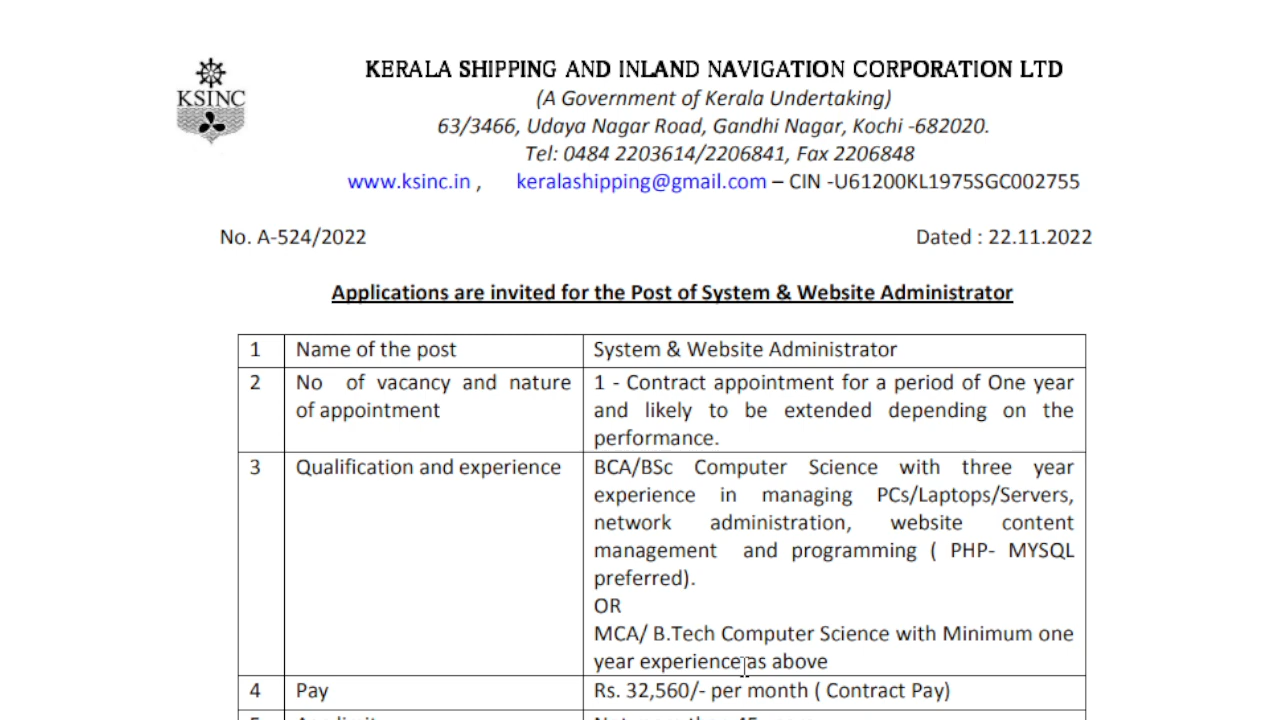 KSINC
KERALA SHIPPING AND INLAND NAVIGATION CORPORATION LTD
(A Government of Kerala Undertaking)
63/3466, Udaya Nagar Road, Gandhi Nagar, Kochi -682020.
Tel: 0484 2203614/2206841, Fax 2206848
www.ksinc.in , keralashipping@gmail.com – CIN -U61200KL1975SGC002755
No. A-524/2022 Dated : 22.11.2022
Applications are invited for the Post of System & Website Administrator
1 Name of the post System & Website Administrator
2 No of vacancy and nature 1 - Contract appointment for a period of One year
of appointment and likely to be extended depending on the
performance.
3 Qualification and experience BCA/BSc Computer Science with three year
experience in managing PCs/Laptops/Servers,
network administration, website content
management and programming ( PHP- MYSQL
preferred).
OR
MCA/ B.Tech Computer Science with Minimum one
year experience as above
4 Pay Rs. 32,560/- per month ( Contract Pay)